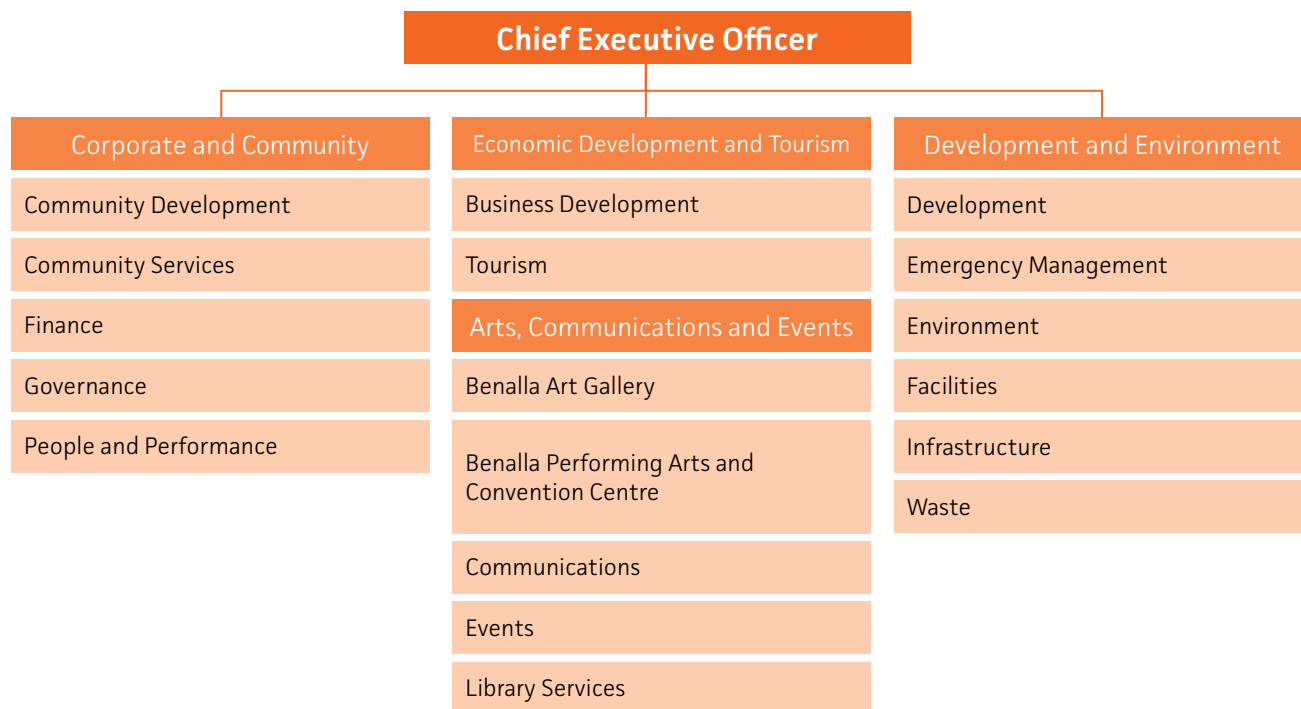 Chief Executive Officer
Corporate and Community
Community Development
Community Services
Finance
Governance
People and Performance
Economic Development and Tourism
Business Development
Tourism
Arts, Communications and Events
Benalla Art Gallery
Benalla Performing Arts and
Convention Centre
Communications
Events
Library Services
Development and Environment
Development
Emergency Management
Environment
Facilities
Infrastructure
Waste